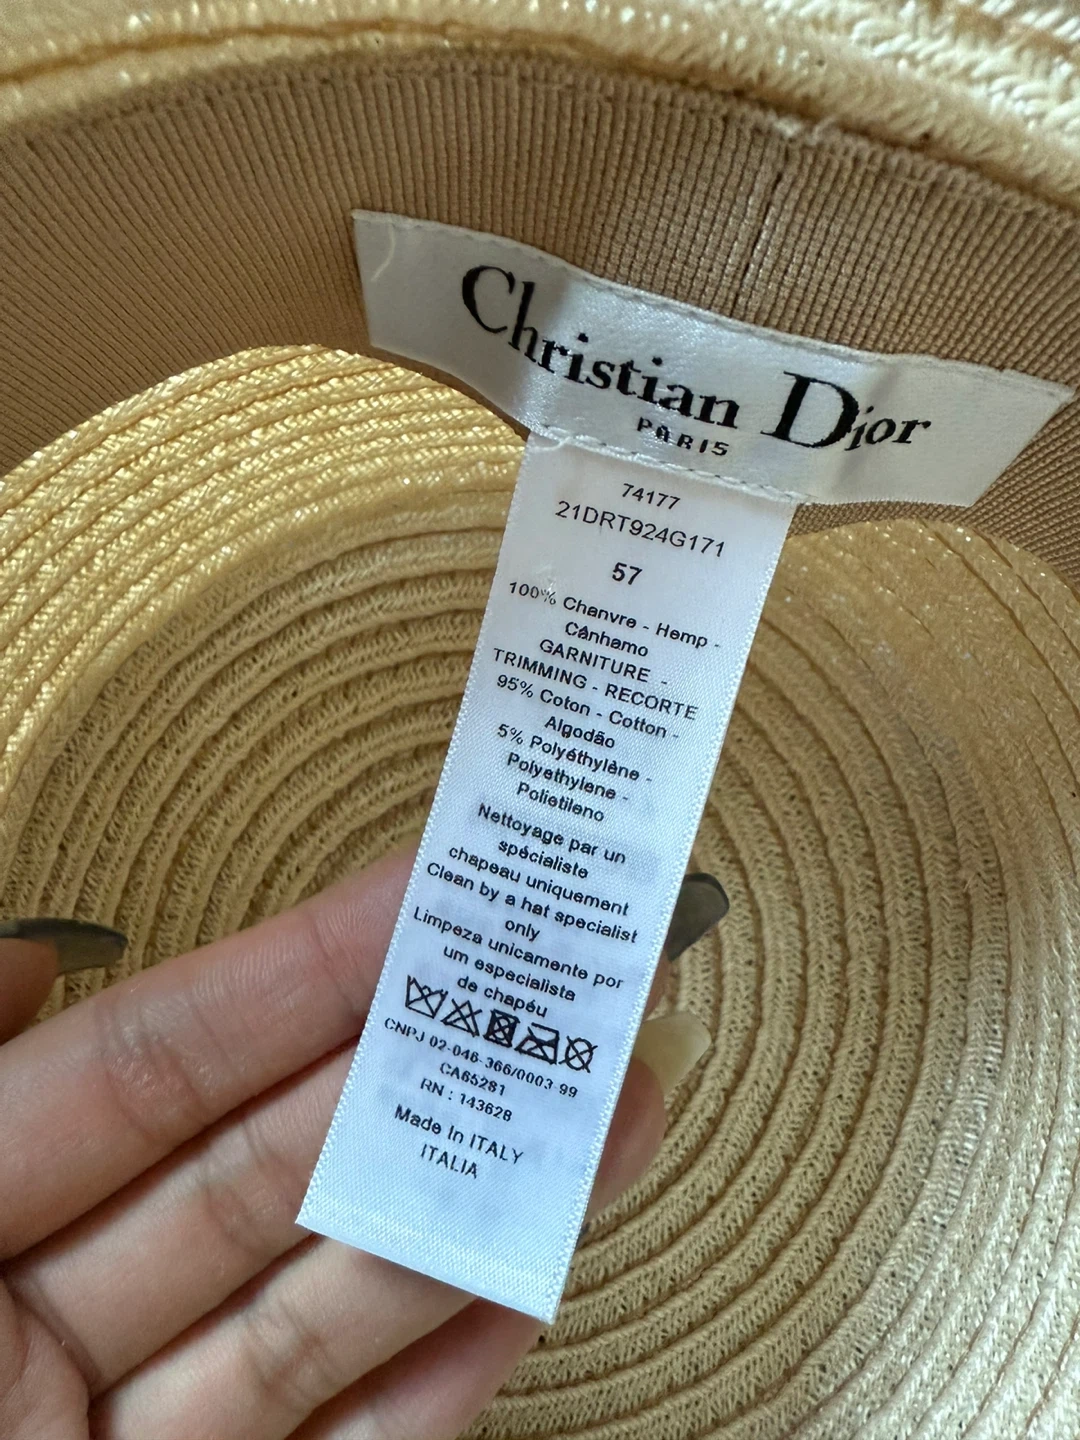 Christian Dior
PARIS
74177
21DRT924G171
57
100% Chanvre - Hemp -
Cânhamo
GARNITURE -
TRIMMING - RECORTE
95% Coton - Cotton -
Algodão
5% Polyéthylène -
Polyethylene -
Polietileno
Nettoyage par un
spécialiste
chapeau uniquement
Clean by a hat specialist
only
Limpeza unicamente por
um especialista
de chapéu
CNPJ 02-046-366/0003-99
CA65281
RN : 143628
Made In ITALY
ITALIA